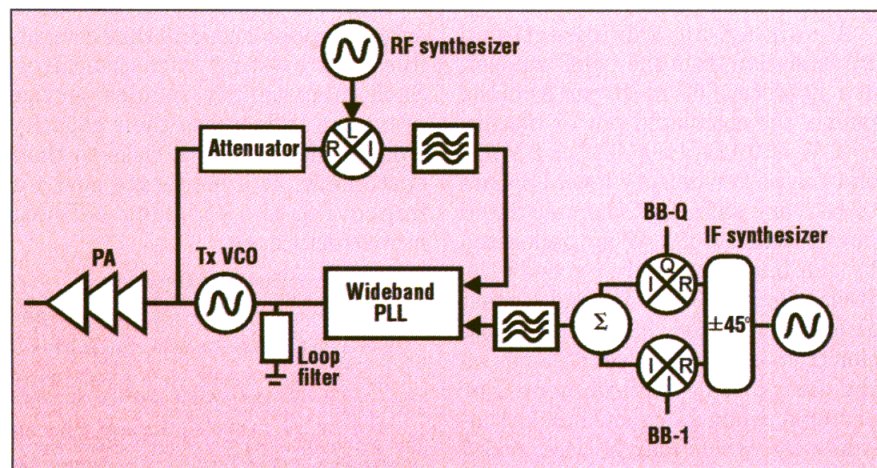 RF synthesizer
L
R
I
Attenuator
BB-Q
IF synthesizer
PA
Tx VCO
Wideband
PLL
Q
I
R
Σ
±45°
Loop
filter
I
R
I
BB-1